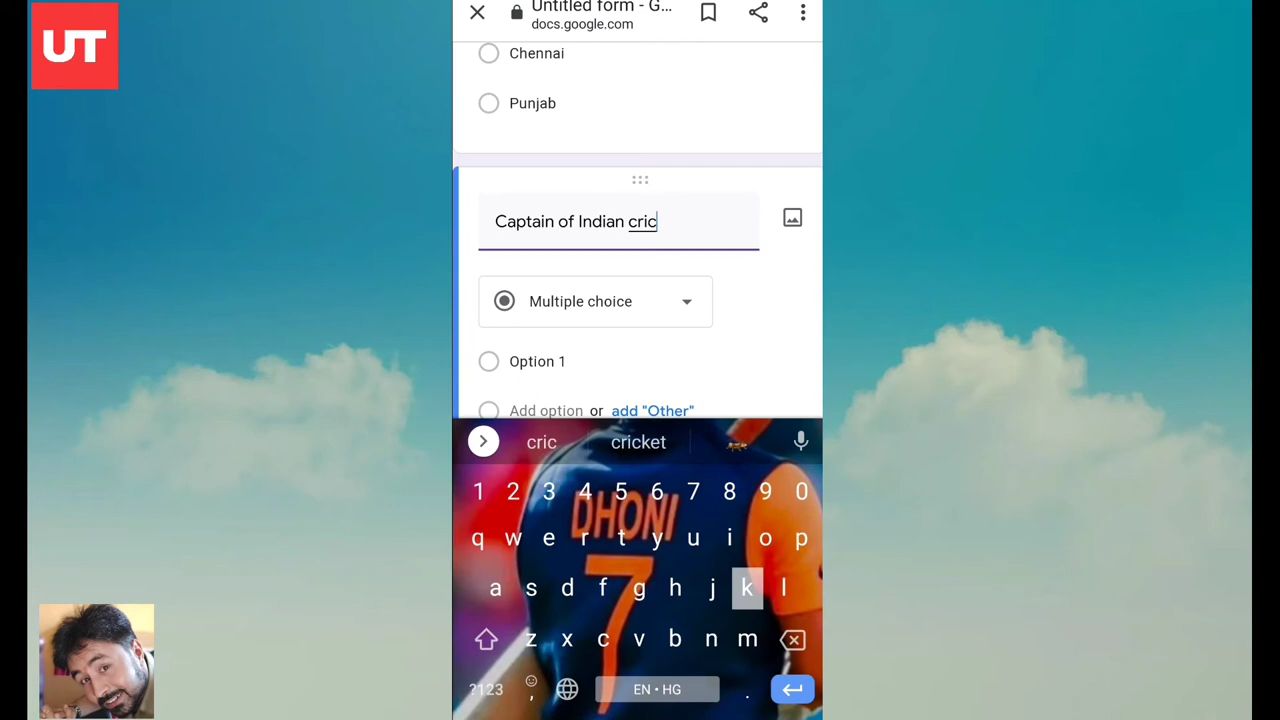 UT
Untitled form - G...
docs.google.com
Chennai
Punjab
Captain of Indian cric
Multiple choice
Option 1
Add option or add "Other"
cric cricket
1 2 3 4 5 6 7 8 9 0
DHONI
q w e r t y u i o p
7
a s d f g h j k l
z x c v b n m
?123 , EN • HG .